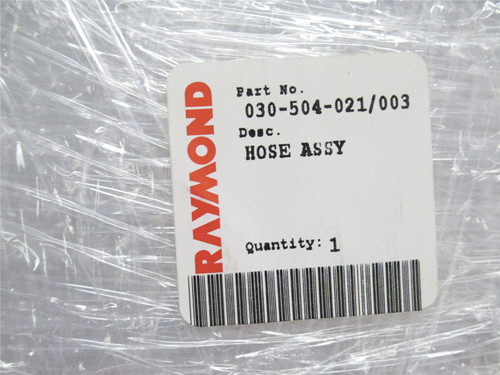 RAYMOND
Part No.
030-504-021/003
Desc.
HOSE ASSY
Quantity: 1